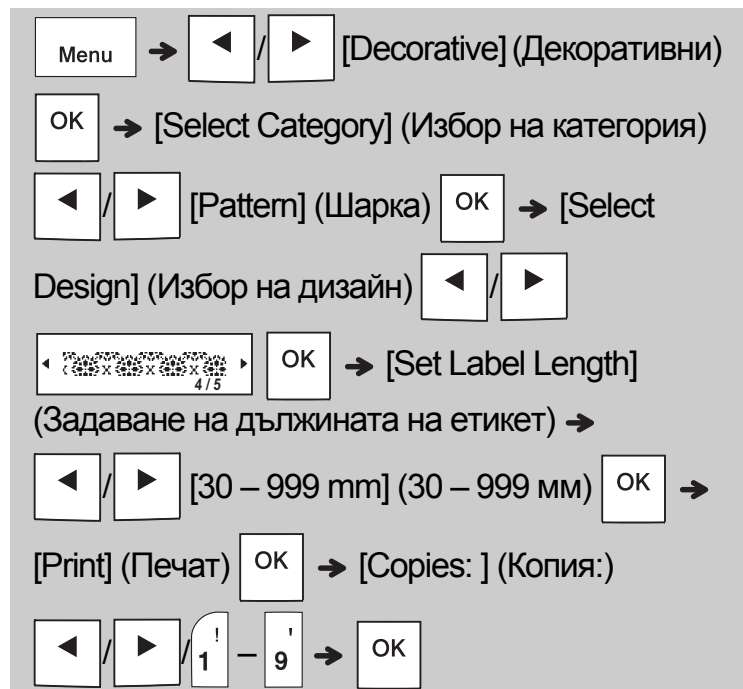 Menu ➔ ◄/► [Decorative] (Декоративни)
OK ➔ [Select Category] (Избор на категория)
◄/► [Pattern] (Шарка) OK ➔ [Select
Design] (Избор на дизайн) ◄/►
4/5 OK ➔ [Set Label Length]
(Задаване на дължината на етикет) ➔
◄/► [30 – 999 mm] (30 – 999 мм) OK ➔
[Print] (Печат) OK ➔ [Copies: ] (Копия:)
◄/►/1 ! – 9 ' ➔ OK